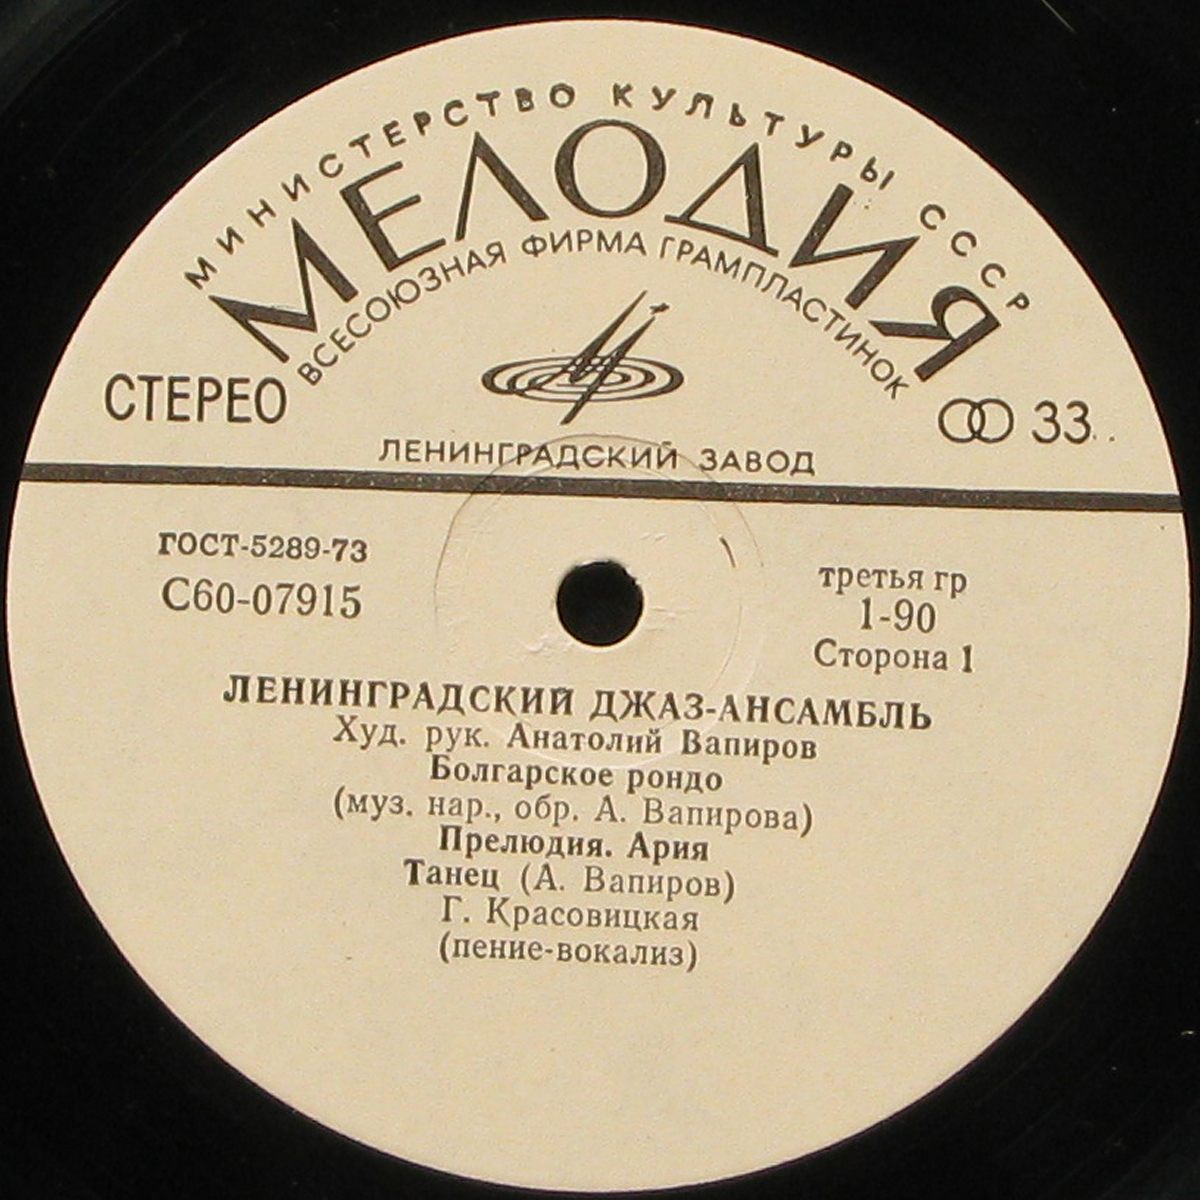 МИНИСТЕРСТВО КУЛЬТУРЫ СССР
МЕЛОДИЯ
ВСЕСОЮЗНАЯ ФИРМА ГРАМПЛАСТИНОК
СТЕРЕО
33
ЛЕНИНГРАДСКИЙ ЗАВОД
ГОСТ-5289-73
С60-07915
третья гр
1-90
Сторона 1
ЛЕНИНГРАДСКИЙ ДЖАЗ-АНСАМБЛЬ
Худ. рук. Анатолий Вапиров
Болгарское рондо
(муз. нар., обр. А. Вапирова)
Прелюдия. Ария
Танец (А. Вапиров)
Г. Красовицкая
(пение-вокализ)